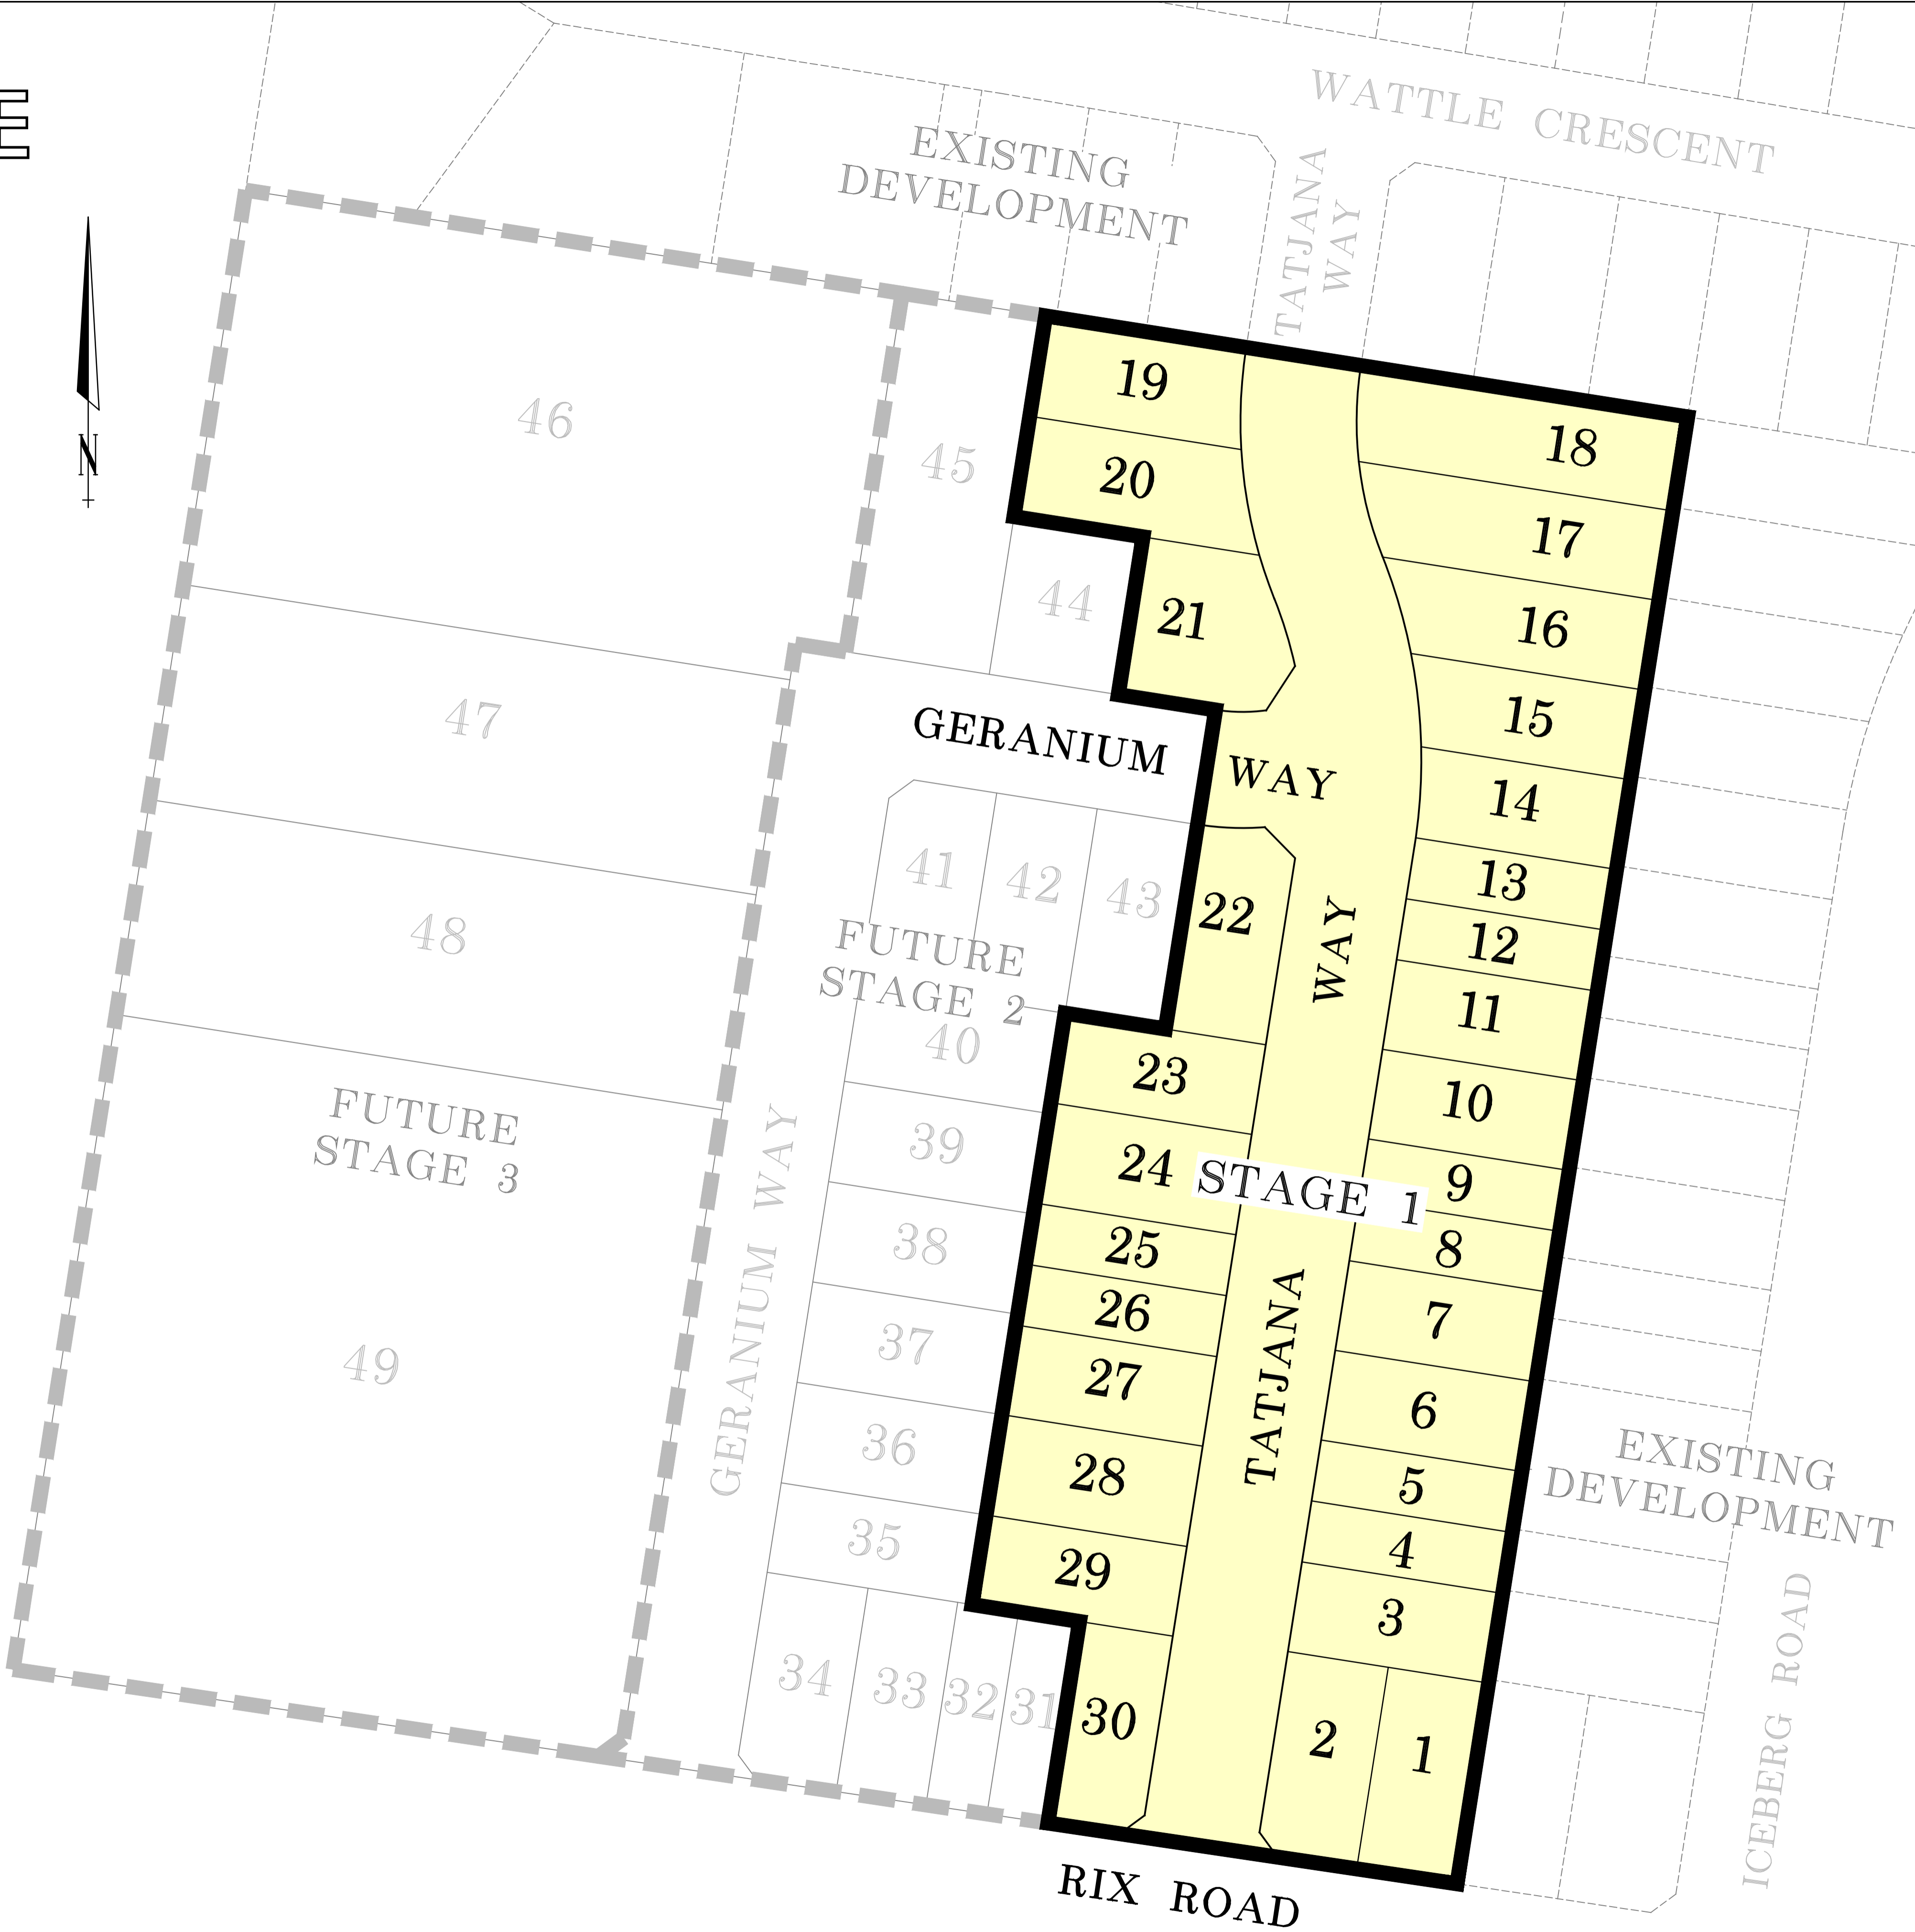 E
WATTLE CRESCENT
EXISTING
DEVELOPMENT
TATJANA
WAY
N
19
18
46
45
20
17
44
21
16
15
47
GERANIUM WAY
14
41
42
43
22
13
48
WAY
12
FUTURE
STAGE 2
11
40
23
10
FUTURE
STAGE 3
39
24
STAGE 1
9
GERANIUM WAY
38
25
8
26
7
37
TATJANA
49
27
6
36
28
5
EXISTING
DEVELOPMENT
35
29
4
3
34
33
32
31
30
2
1
ICEBERG ROAD
RIX ROAD